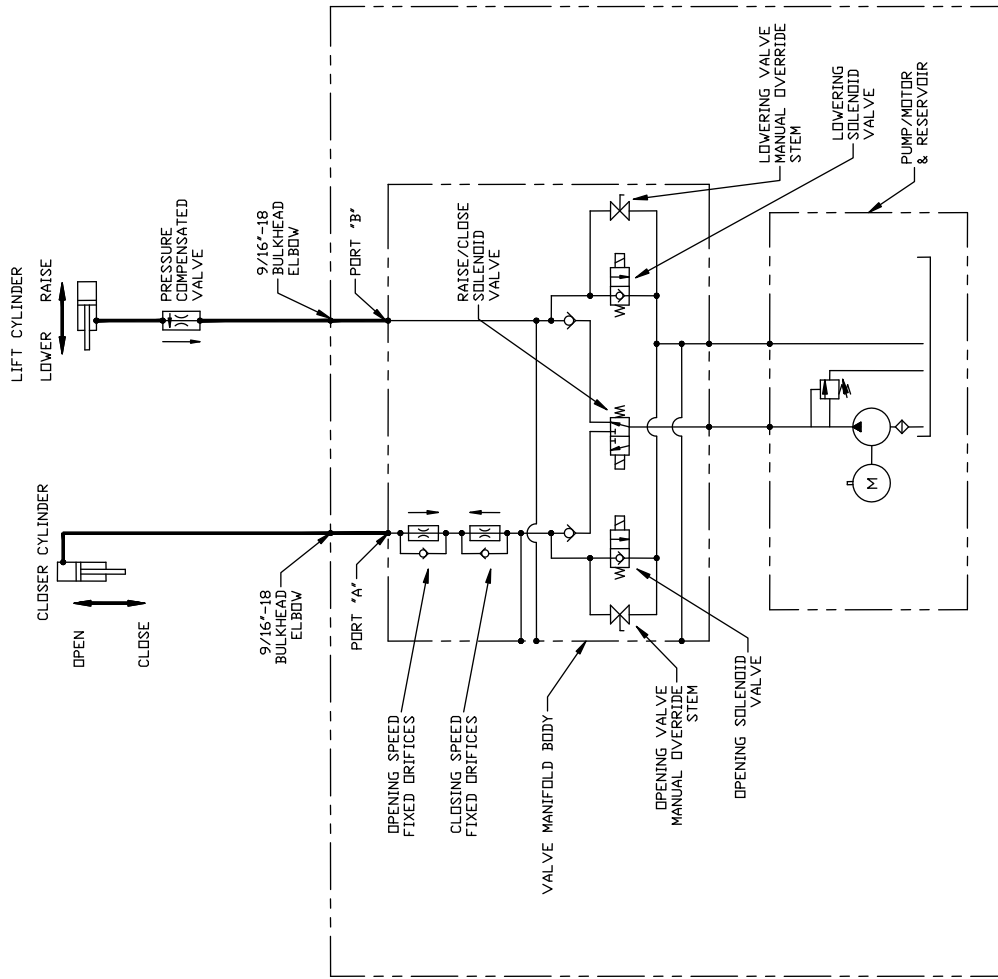 LIFT CYLINDER
LOWER RAISE
PRESSURE
COMPENSATED
VALVE
9/16"-18
BULKHEAD
ELBOW
PORT "B"
RAISE/CLOSE
SOLENOID
VALVE
LOWERING VALVE
MANUAL OVERRIDE
STEM
LOWERING
SOLENOID
VALVE
PUMP/MOTOR
& RESERVOIR
CLOSER CYLINDER
OPEN
CLOSE
9/16"-18
BULKHEAD
ELBOW
PORT "A"
OPENING SPEED
FIXED ORIFICES
CLOSING SPEED
FIXED ORIFICES
VALVE MANIFOLD BODY
OPENING VALVE
MANUAL OVERRIDE
STEM
OPENING SOLENOID
VALVE
M